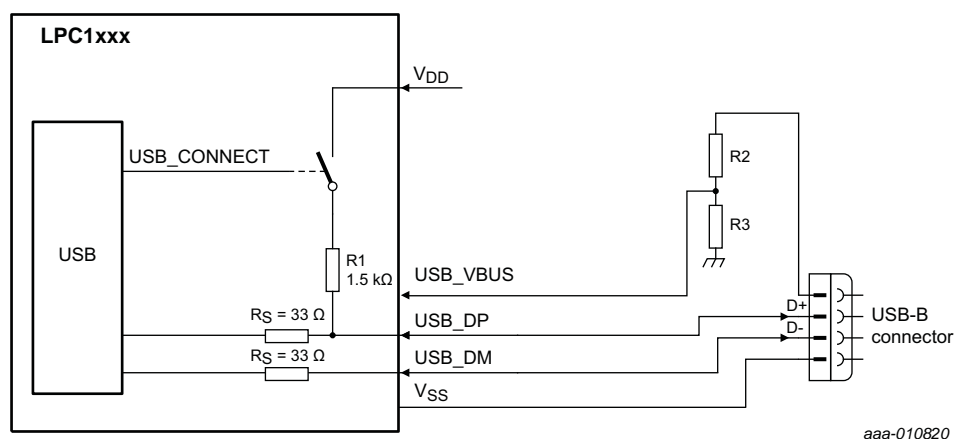 LPC1xxx
VDD
USB_CONNECT
R2
R3
USB
R1
1.5 kΩ
USB_VBUS
RS = 33 Ω
USB_DP
D+
USB-B
connector
RS = 33 Ω
USB_DM
D-
VSS
aaa-010820